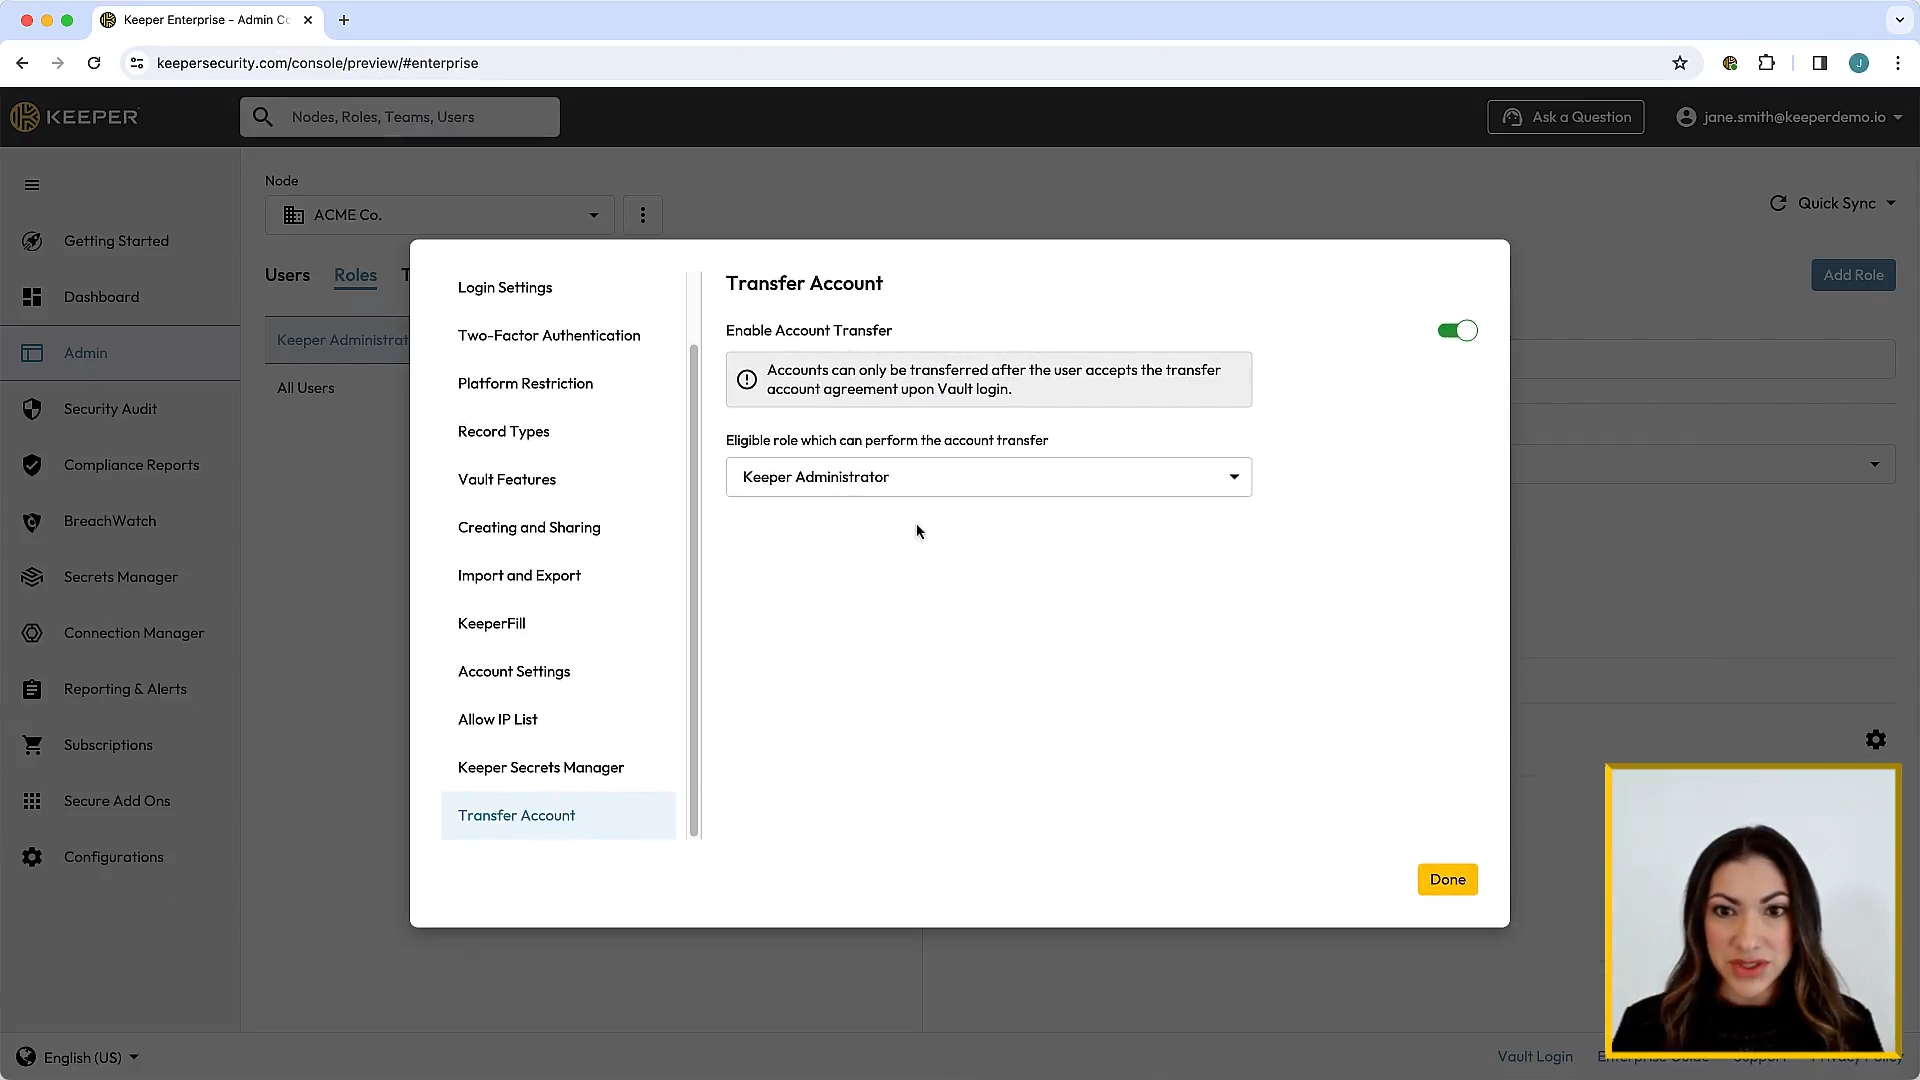 Keeper Enterprise - Admin Co
keepersecurity.com/console/preview/#enterprise
J
KEEPER
Nodes, Roles, Teams, Users
Ask a Question
jane.smith@keeperdemo.io
Node
ACME Co.
Quick Sync
Users
Roles
T
Add Role
Keeper Administrat
All Users
Getting Started
Dashboard
Admin
Security Audit
Compliance Reports
BreachWatch
Secrets Manager
Connection Manager
Reporting & Alerts
Subscriptions
Secure Add Ons
Configurations
Login Settings
Two-Factor Authentication
Platform Restriction
Record Types
Vault Features
Creating and Sharing
Import and Export
KeeperFill
Account Settings
Allow IP List
Keeper Secrets Manager
Transfer Account
Transfer Account
Enable Account Transfer
Accounts can only be transferred after the user accepts the transfer
account agreement upon Vault login.
Eligible role which can perform the account transfer
Keeper Administrator
Done
English (US)
Vault Login